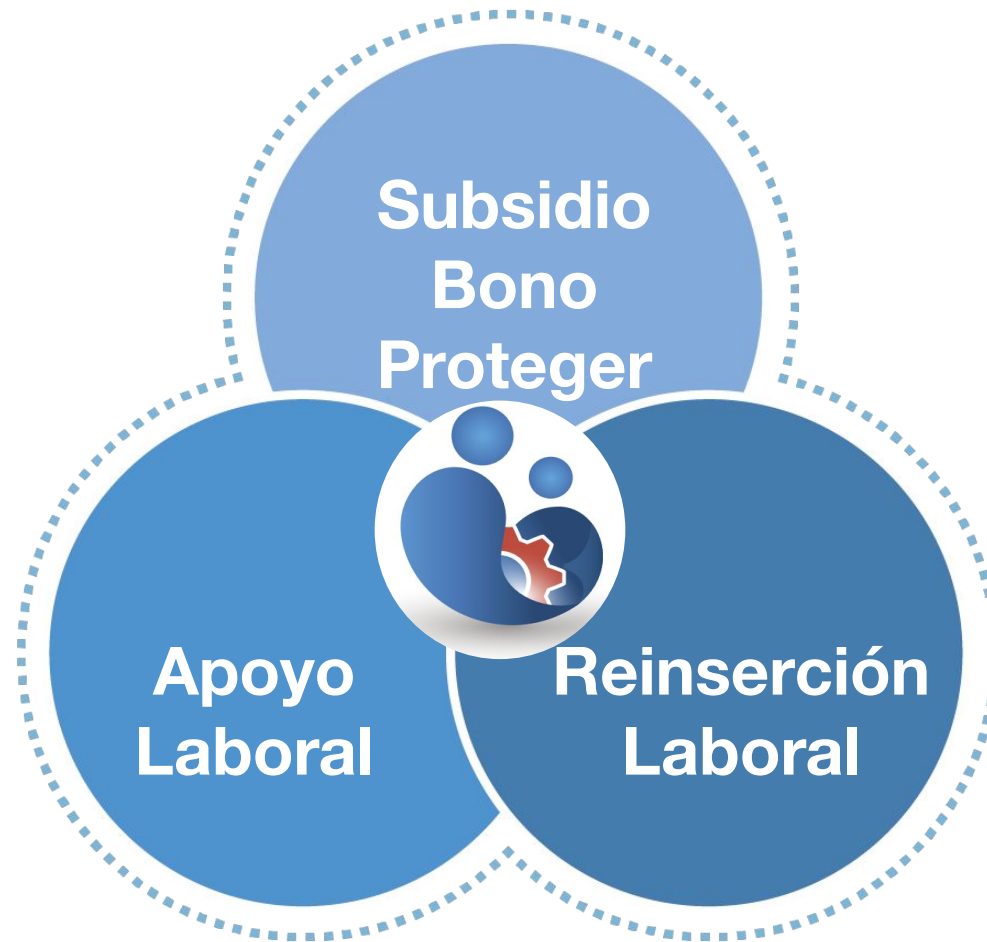 Subsidio
Bono
Proteger
Apoyo
Laboral
Reinserción
Laboral